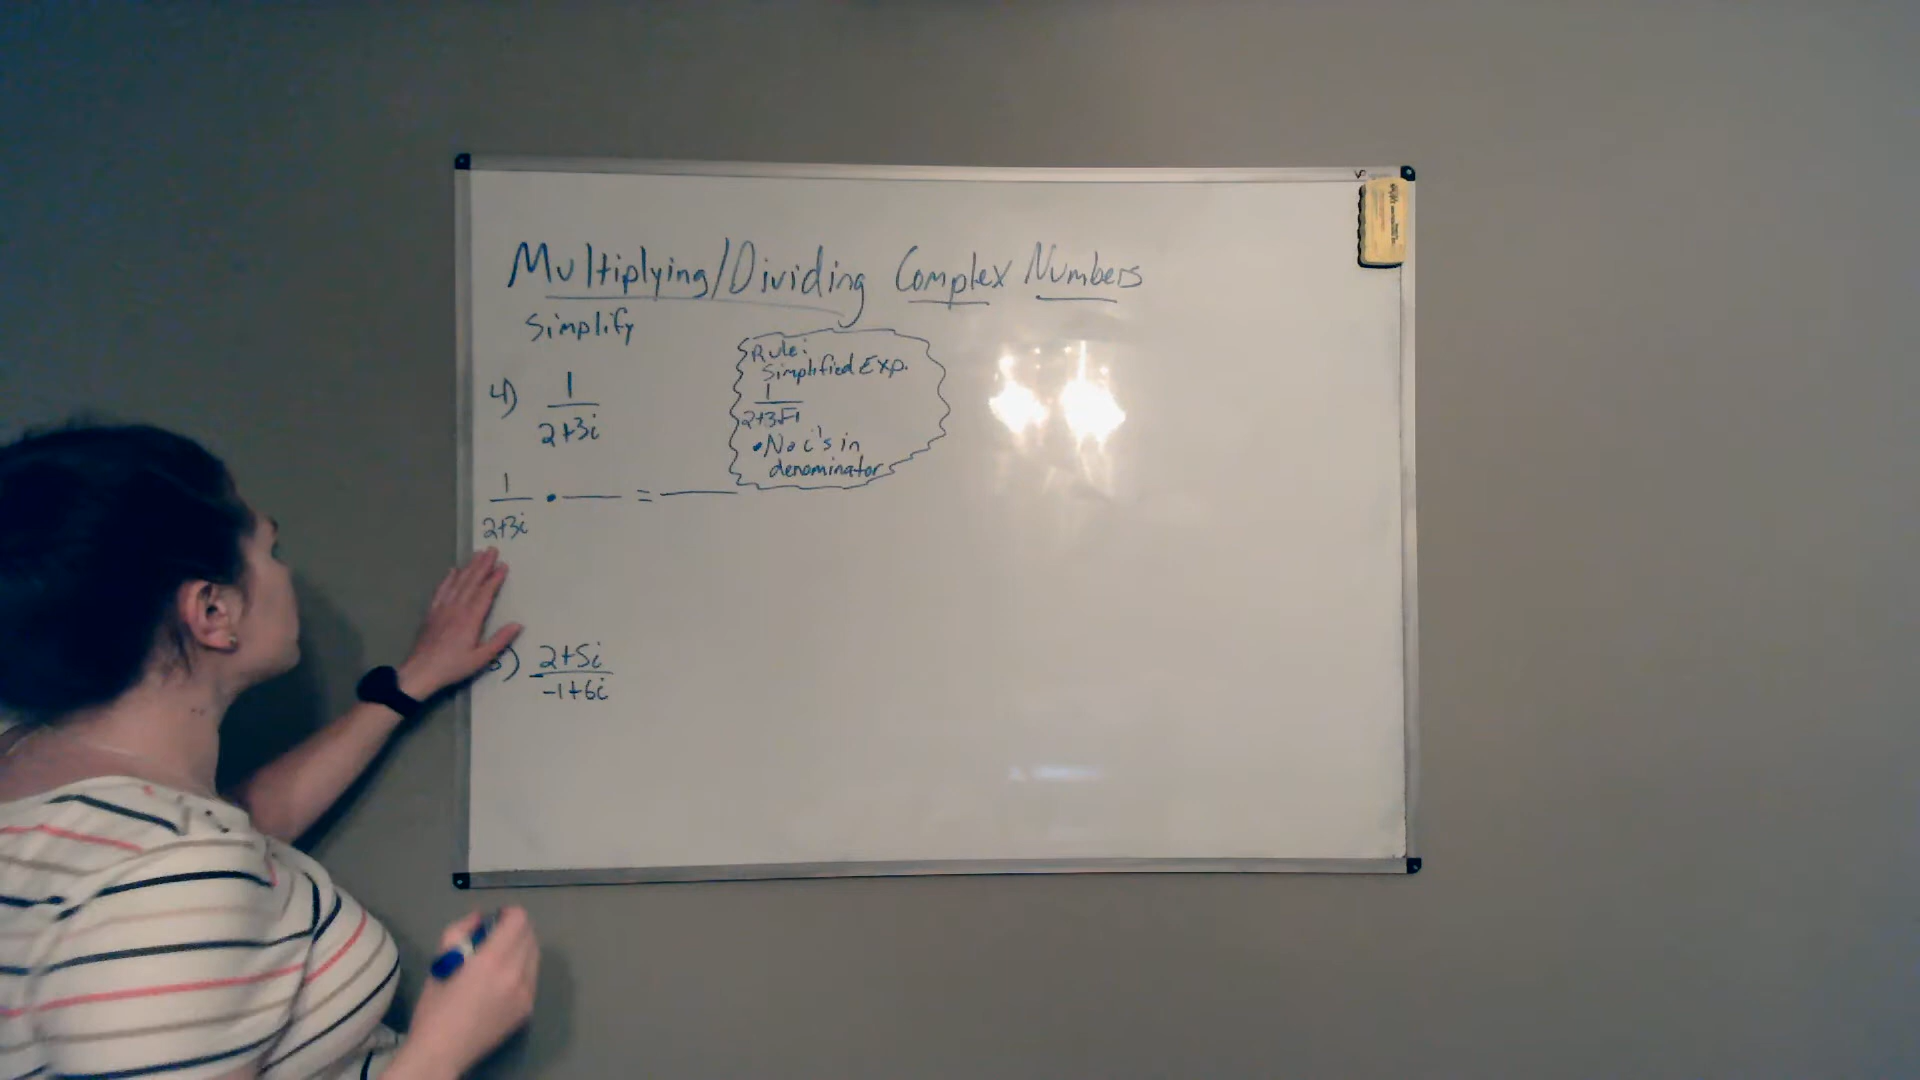 Multiplying/Dividing Complex Numbers
Simplify
4) 1
2+3i
Rule:
Simplified Exp.
1
2+3√-1
•No i's in
denominator
1 • =
2+3i
) 2+5i
-1+6i